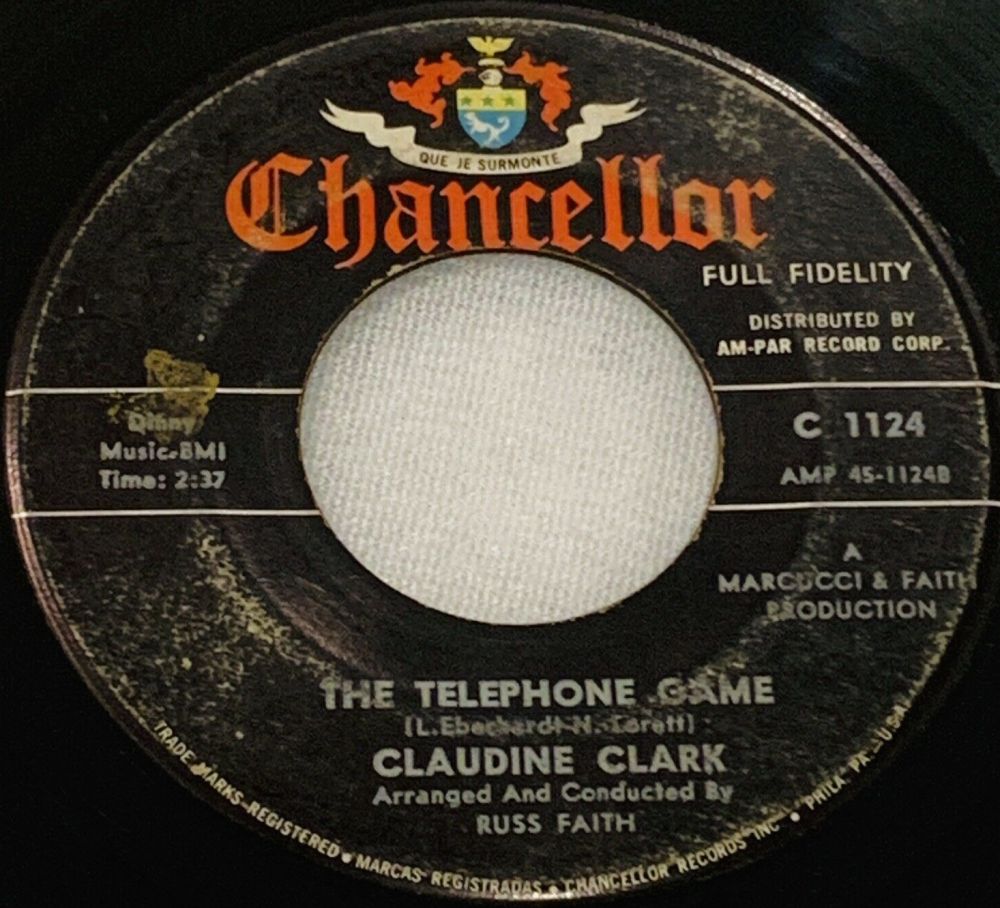 QUE JE SURMONTE
Chancellor
FULL FIDELITY
DISTRIBUTED BY
AM-PAR RECORD CORP.
Music-BMI
Time: 2:37
C 1124
AMP 45-1124B
A
MARCUCCI & FAITH
PRODUCTION
THE TELEPHONE GAME
CLAUDINE CLARK
Arranged And Conducted By
RUSS FAITH
TRADE MARKS REGISTERED • MARCAS REGISTRADAS • CHANCELLOR RECORDS INC • PHILA PA – U.S.A.